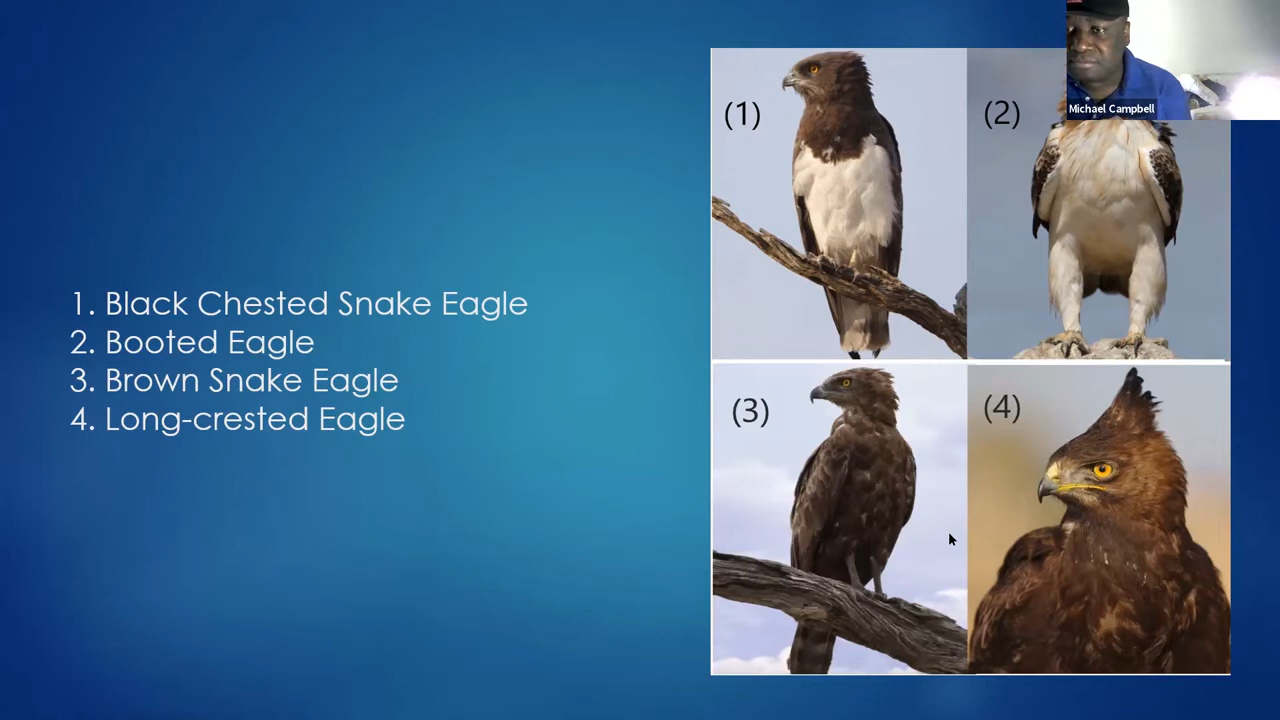 1. Black Chested Snake Eagle
2. Booted Eagle
3. Brown Snake Eagle
4. Long-crested Eagle
(1)
(2)
Michael Campbell
(3)
(4)